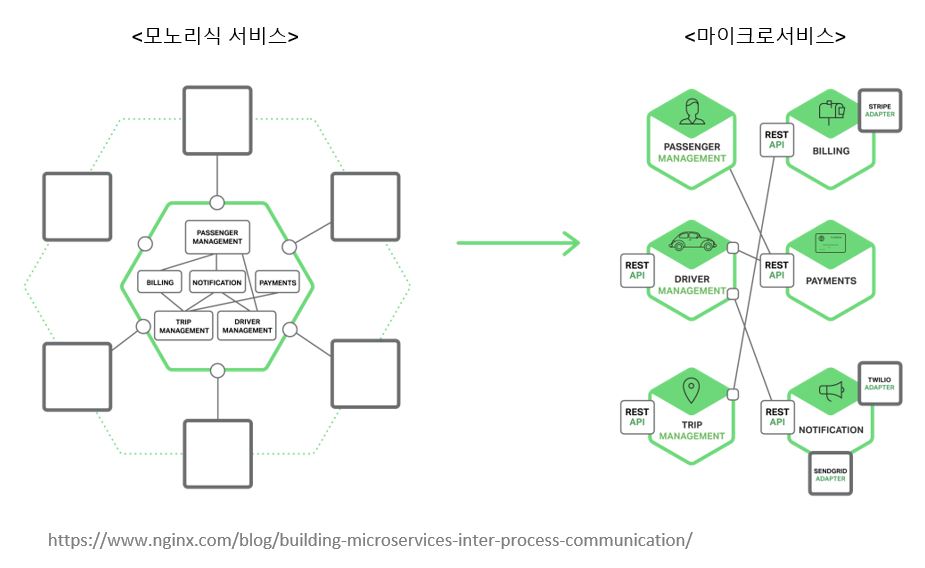 <모노리식 서비스>
<마이크로서비스>
PASSENGER
MANAGEMENT
BILLING
NOTIFICATION
PAYMENTS
TRIP
MANAGEMENT
DRIVER
MANAGEMENT
PASSENGER
MANAGEMENT
REST
API
BILLING
STRIPE
ADAPTER
REST
API
DRIVER
MANAGEMENT
REST
API
PAYMENTS
REST
API
TRIP
MANAGEMENT
REST
API
NOTIFICATION
TWILIO
ADAPTER
SENDGRID
ADAPTER
https://www.nginx.com/blog/building-microservices-inter-process-communication/